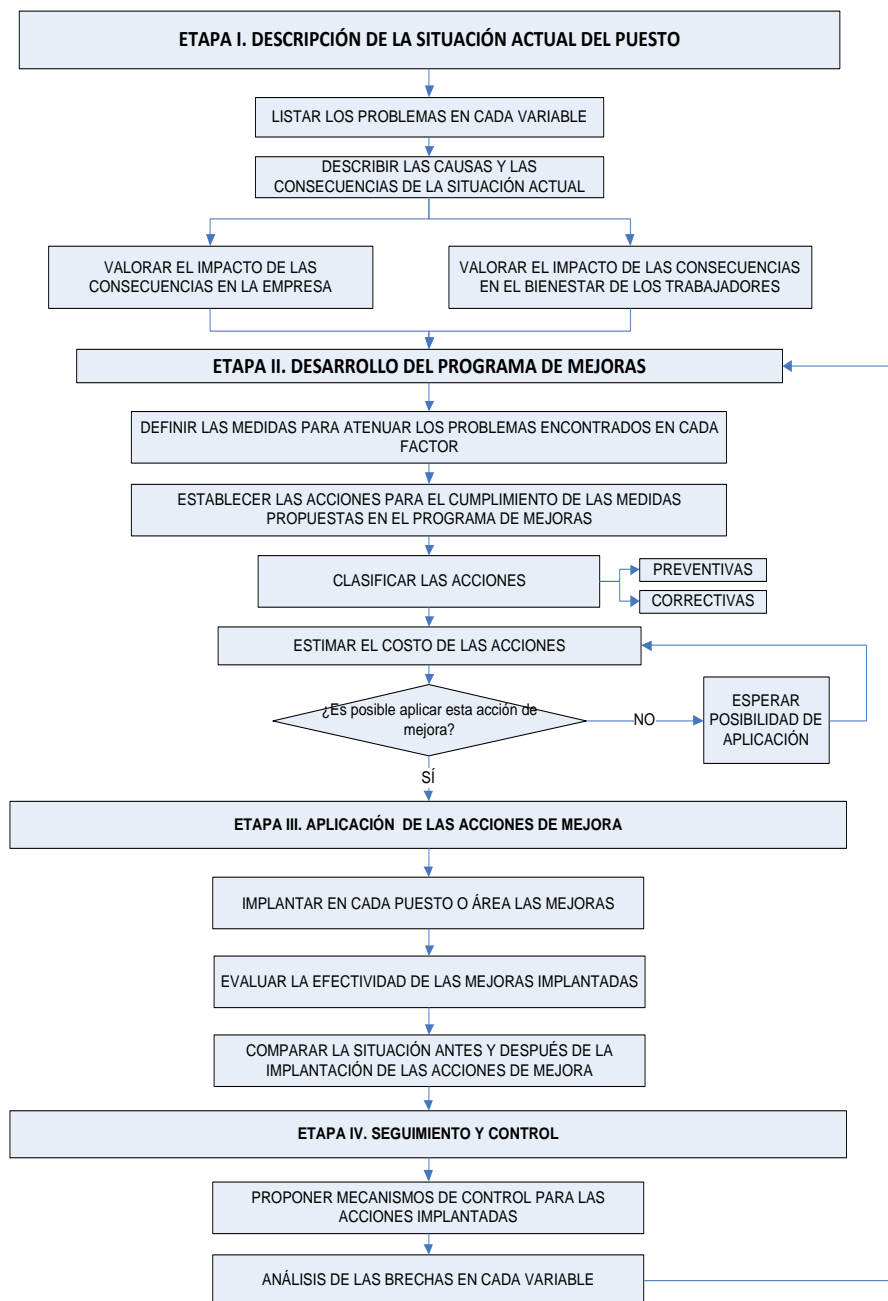 ETAPA I. DESCRIPCIÓN DE LA SITUACIÓN ACTUAL DEL PUESTO
LISTAR LOS PROBLEMAS EN CADA VARIABLE
DESCRIBIR LAS CAUSAS Y LAS
CONSECUENCIAS DE LA SITUACIÓN ACTUAL
VALORAR EL IMPACTO DE LAS
CONSECUENCIAS EN LA EMPRESA
VALORAR EL IMPACTO DE LAS CONSECUENCIAS
EN EL BIENESTAR DE LOS TRABAJADORES
ETAPA II. DESARROLLO DEL PROGRAMA DE MEJORAS
DEFINIR LAS MEDIDAS PARA ATENUAR LOS PROBLEMAS ENCONTRADOS EN CADA
FACTOR
ESTABLECER LAS ACCIONES PARA EL CUMPLIMIENTO DE LAS MEDIDAS
PROPUESTAS EN EL PROGRAMA DE MEJORAS
CLASIFICAR LAS ACCIONES
PREVENTIVAS
CORRECTIVAS
ESTIMAR EL COSTO DE LAS ACCIONES
¿Es posible aplicar esta acción de
mejora?
NO
ESPERAR
POSIBILIDAD DE
APLICACIÓN
SÍ
ETAPA III. APLICACIÓN DE LAS ACCIONES DE MEJORA
IMPLANTAR EN CADA PUESTO O ÁREA LAS MEJORAS
EVALUAR LA EFECTIVIDAD DE LAS MEJORAS IMPLANTADAS
COMPARAR LA SITUACIÓN ANTES Y DESPUÉS DE LA
IMPLANTACIÓN DE LAS ACCIONES DE MEJORA
ETAPA IV. SEGUIMIENTO Y CONTROL
PROPONER MECANISMOS DE CONTROL PARA LAS
ACCIONES IMPLANTADAS
ANÁLISIS DE LAS BRECHAS EN CADA VARIABLE